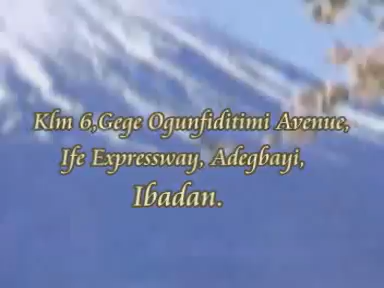 Klm 6,Gege Ogunfiditimi Avenue,
Ife Expressway, Adegbayi,
Ibadan.